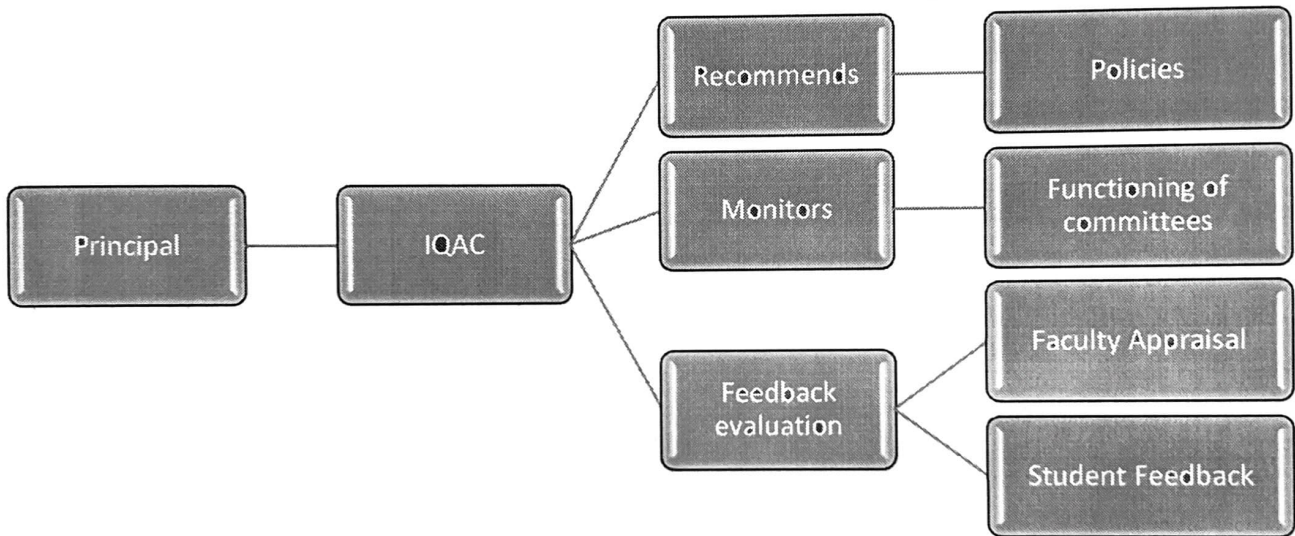 Recommends
Policies
Monitors
Functioning of
committees
Principal
IQAC
Faculty Appraisal
Feedback
evaluation
Student Feedback